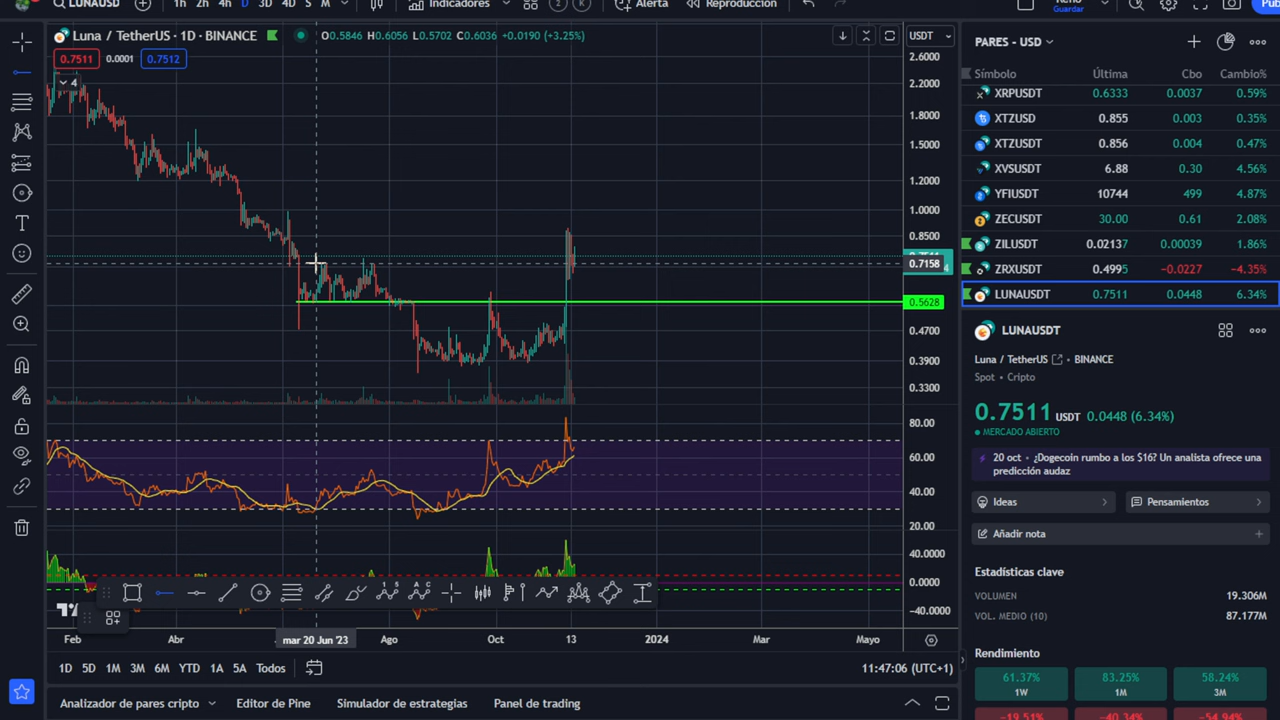 LUNAUSD
1h 2h 4h D 3D 4D S M
Indicadores
2 K
Alerta
Reproducción
Reno
Guardar
Pub
Luna / TetherUS · 1D · BINANCE
O0.5846 H0.6056 L0.5702 C0.6036 +0.0190 (+3.25%)
0.7511 0.0001 0.7512
4
USDT
2.6000
2.2000
1.8000
1.5000
1.2000
1.0000
0.8500
0.7158
0.5628
0.4700
0.3900
0.3300
80.00
60.00
40.00
20.00
40.0000
0.0000
-40.0000
Feb
Abr
mar 20 Jun '23
Ago
Oct
13
2024
Mar
Mayo
1D 5D 1M 3M 6M YTD 1A 5A Todos
11:47:06 (UTC+1)
Analizador de pares cripto
Editor de Pine
Simulador de estrategias
Panel de trading
PARES - USD
Símbolo Última Cbo Cambio%
XRPUSDT 0.6333 0.0037 0.59%
XTZUSD 0.855 0.003 0.35%
XTZUSDT 0.856 0.004 0.47%
XVSUSDT 6.88 0.30 4.56%
YFIUSDT 10744 499 4.87%
ZECUSDT 30.00 0.61 2.08%
ZILUSDT 0.02137 0.00039 1.86%
ZRXUSDT 0.4995 −0.0227 −4.35%
LUNAUSDT 0.7511 0.0448 6.34%
LUNAUSDT
Luna / TetherUS BINANCE
Spot • Cripto
0.7511 USDT 0.0448 (6.34%)
MERCADO ABIERTO
20 oct • ¿Dogecoin rumbo a los $16? Un analista ofrece una
predicción audaz
Ideas
Pensamientos
Añadir nota
Estadísticas clave
VOLUMEN 19.306M
VOL. MEDIO (10) 87.177M
Rendimiento
61.37% 83.25% 58.24%
1W 1M 3M
−19.51% −40.34% −54.94%